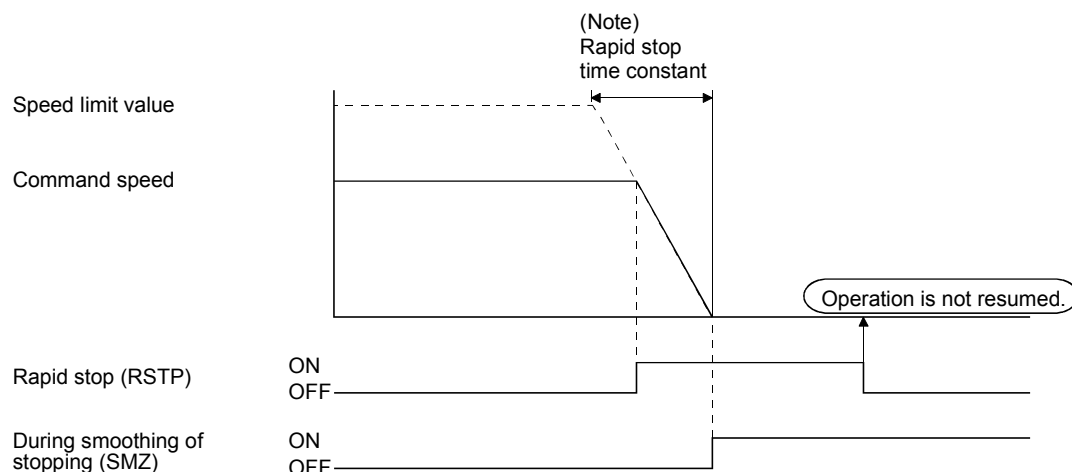 (Note)
Rapid stop
time constant
Speed limit value
Command speed
Operation is not resumed.
Rapid stop (RSTP)
ON
OFF
During smoothing of
stopping (SMZ)
ON
OFF